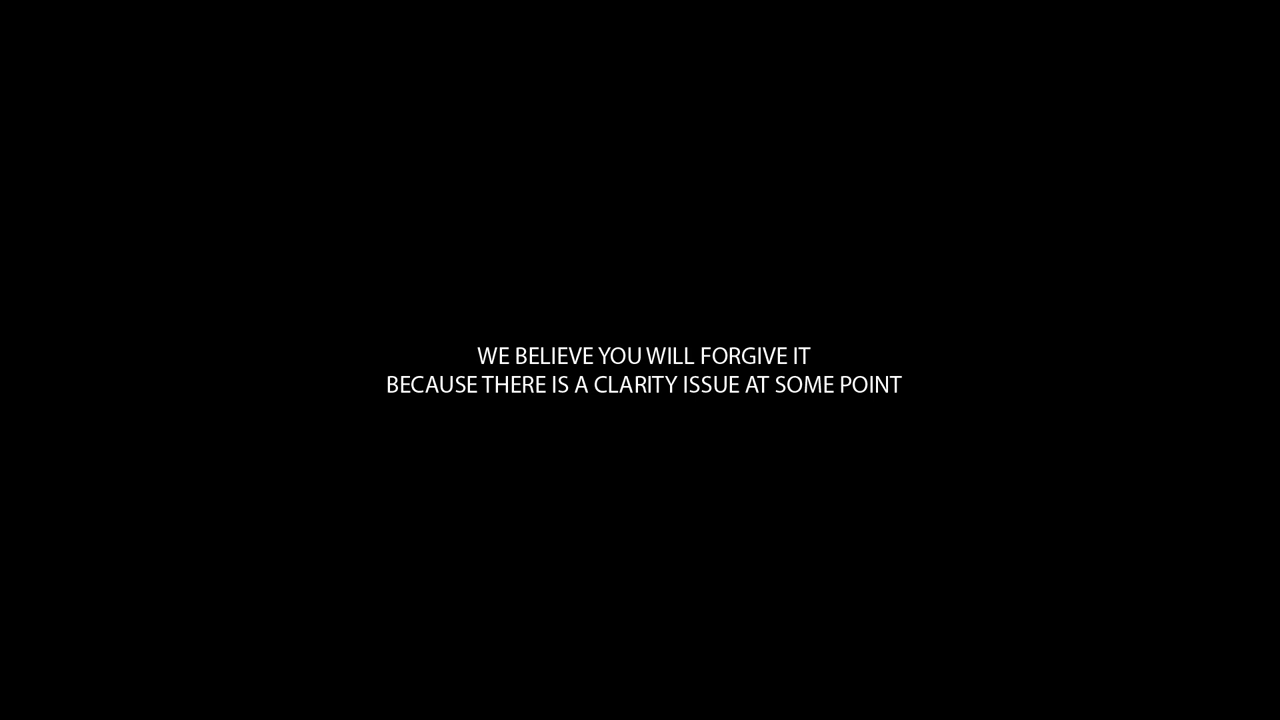 WE BELIEVE YOU WILL FORGIVE IT
BECAUSE THERE IS A CLARITY ISSUE AT SOME POINT